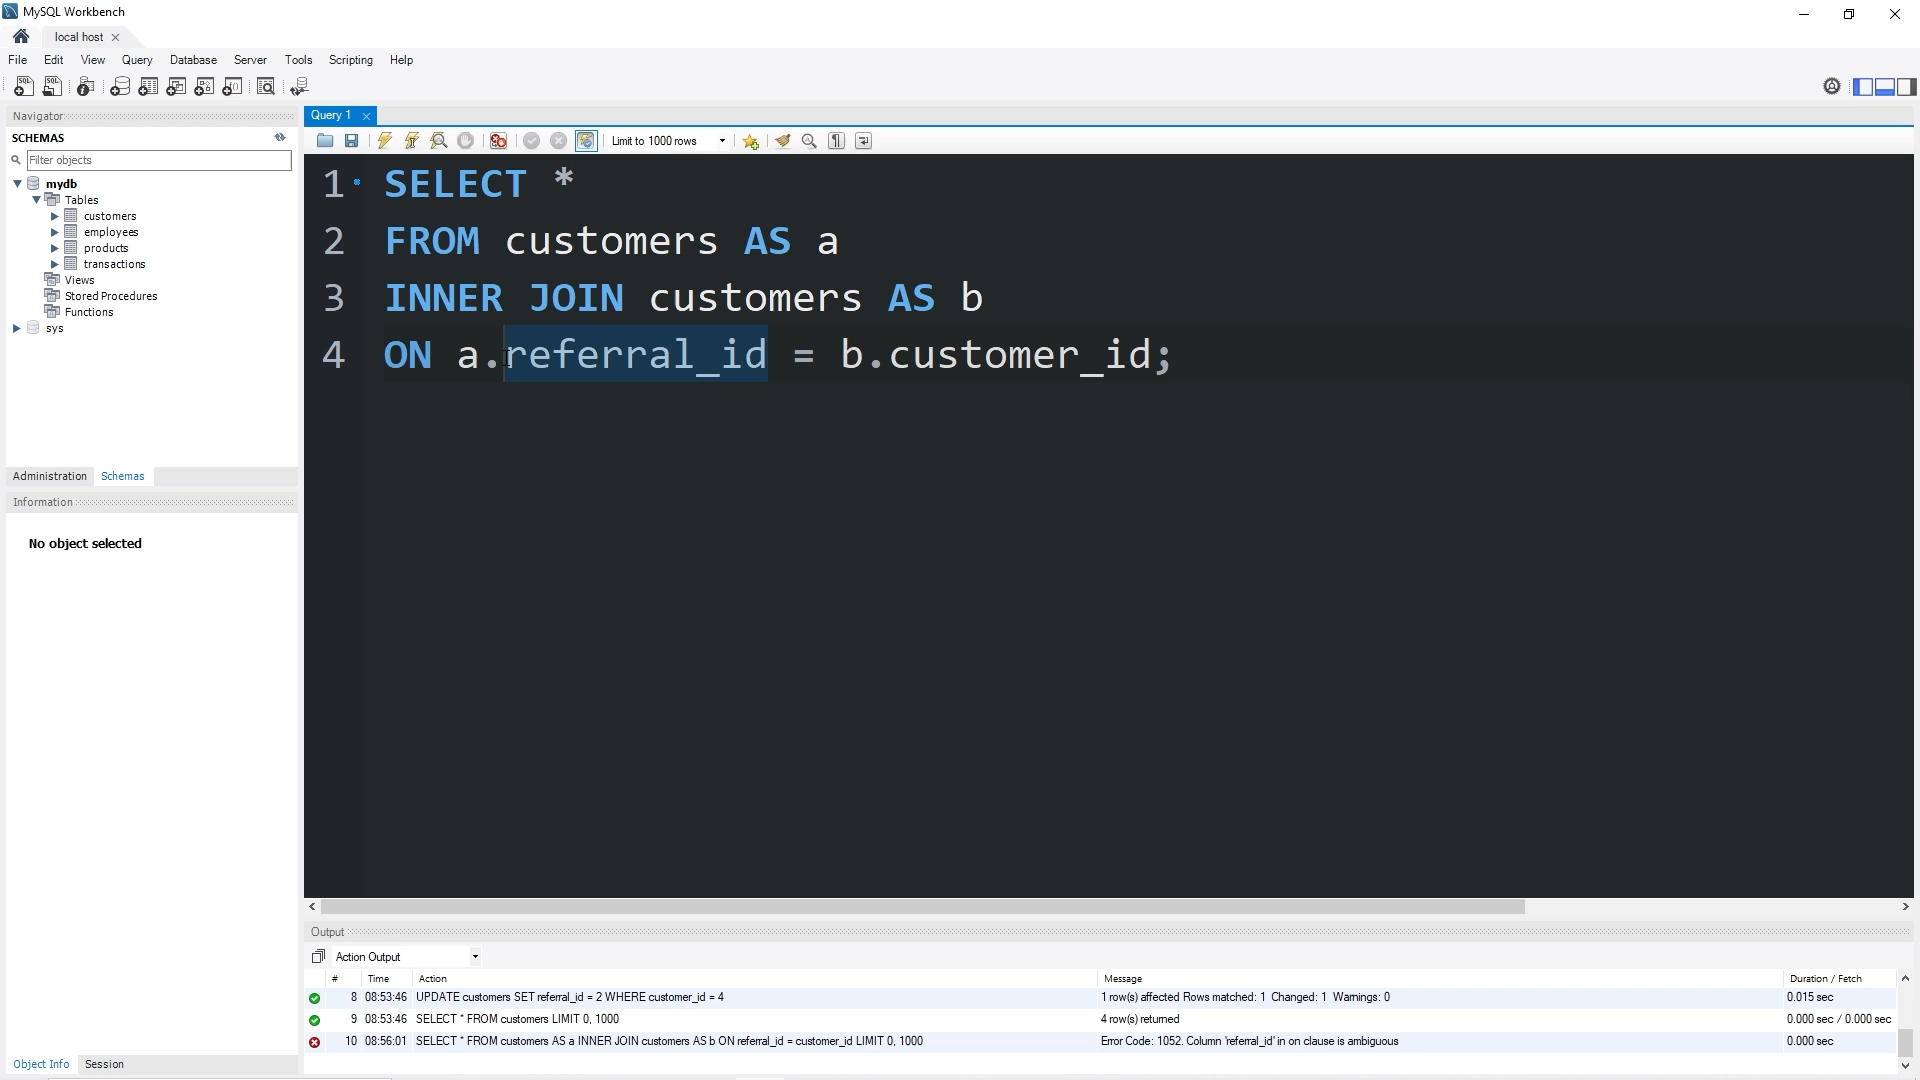 MySQL Workbench
local host
File Edit View Query Database Server Tools Scripting Help
Navigator
SCHEMAS
Filter objects
mydb
Tables
customers
employees
products
transactions
Views
Stored Procedures
Functions
sys
Administration Schemas
Information
No object selected
Object Info Session
Query 1
Limit to 1000 rows
1 SELECT *
2 FROM customers AS a
3 INNER JOIN customers AS b
4 ON a.referral_id = b.customer_id;
Output
Action Output
# Time Action Message Duration / Fetch
8 08:53:46 UPDATE customers SET referral_id = 2 WHERE customer_id = 4 1 row(s) affected Rows matched: 1 Changed: 1 Warnings: 0 0.015 sec
9 08:53:46 SELECT * FROM customers LIMIT 0, 1000 4 row(s) returned 0.000 sec / 0.000 sec
10 08:56:01 SELECT * FROM customers AS a INNER JOIN customers AS b ON referral_id = customer_id LIMIT 0, 1000 Error Code: 1052. Column 'referral_id' in on clause is ambiguous 0.000 sec